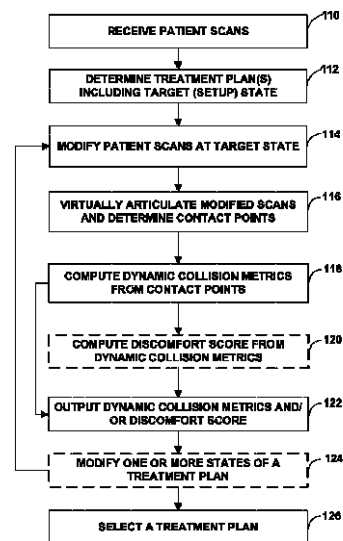 RECEIVE PATIENT SCANS
110
DETERMINE TREATMENT PLAN(S)
INCLUDING TARGET (SETUP) STATE
112
MODIFY PATIENT SCANS AT TARGET STATE
114
VIRTUALLY ARTICULATE MODIFIED SCANS
AND DETERMINE CONTACT POINTS
116
COMPUTE DYNAMIC COLLISION METRICS
FROM CONTACT POINTS
118
COMPUTE DISCOMFORT SCORE FROM
DYNAMIC COLLISION METRICS
120
OUTPUT DYNAMIC COLLISION METRICS AND/
OR DISCOMFORT SCORE
122
MODIFY ONE OR MORE STATES OF A
TREATMENT PLAN
124
SELECT A TREATMENT PLAN
126